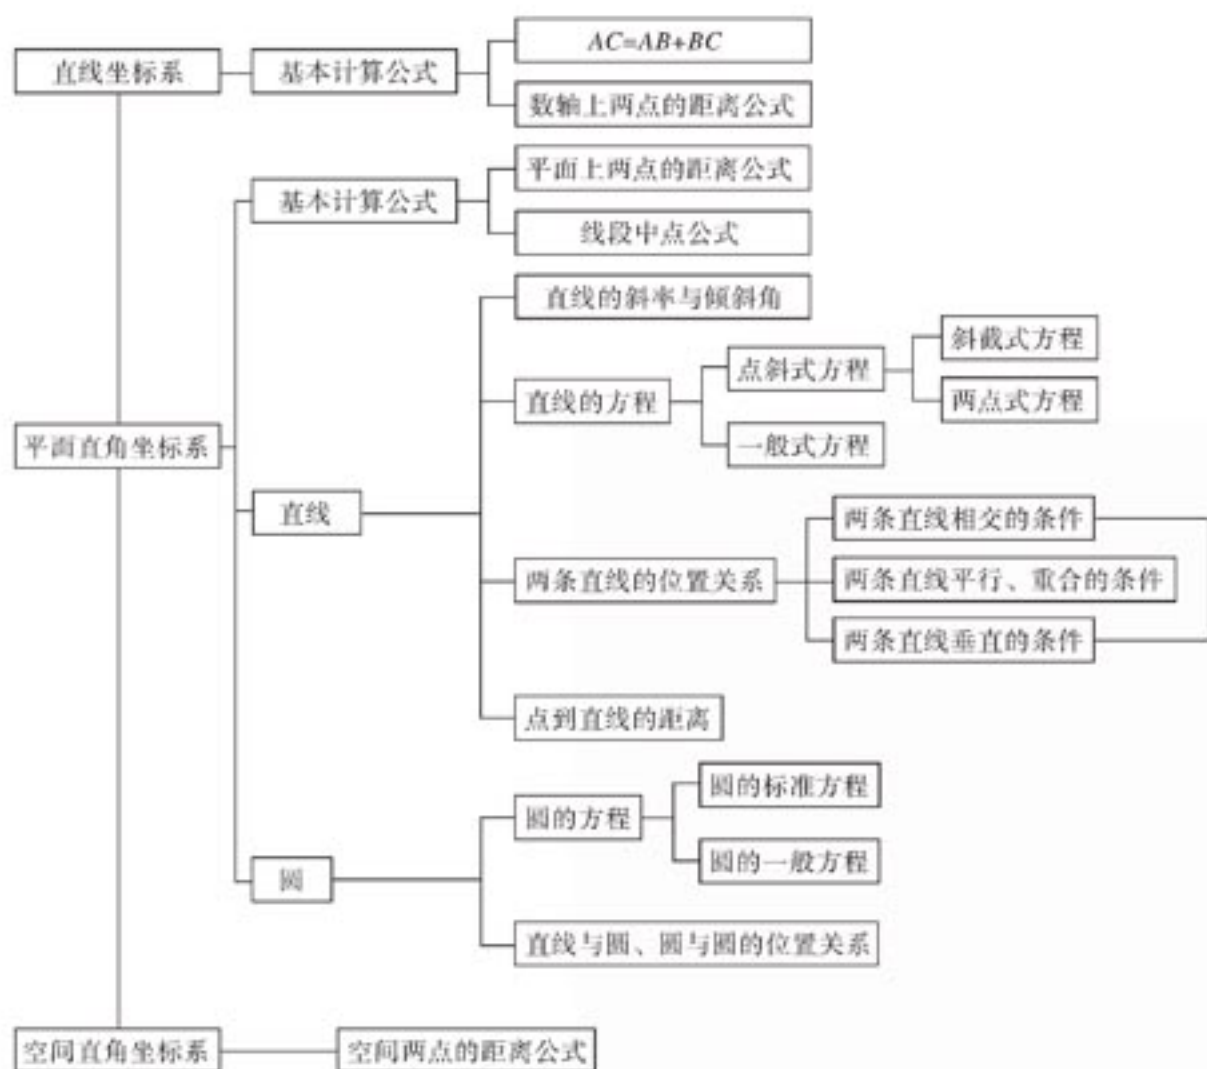 直线坐标系
基本计算公式
AC=AB+BC
数轴上两点的距离公式
平面直角坐标系
基本计算公式
平面上两点的距离公式
线段中点公式
直线
直线的斜率与倾斜角
直线的方程
点斜式方程
斜截式方程
两点式方程
一般式方程
两条直线的位置关系
两条直线相交的条件
两条直线平行、重合的条件
两条直线垂直的条件
点到直线的距离
圆
圆的方程
圆的标准方程
圆的一般方程
直线与圆、圆与圆的位置关系
空间直角坐标系
空间两点的距离公式